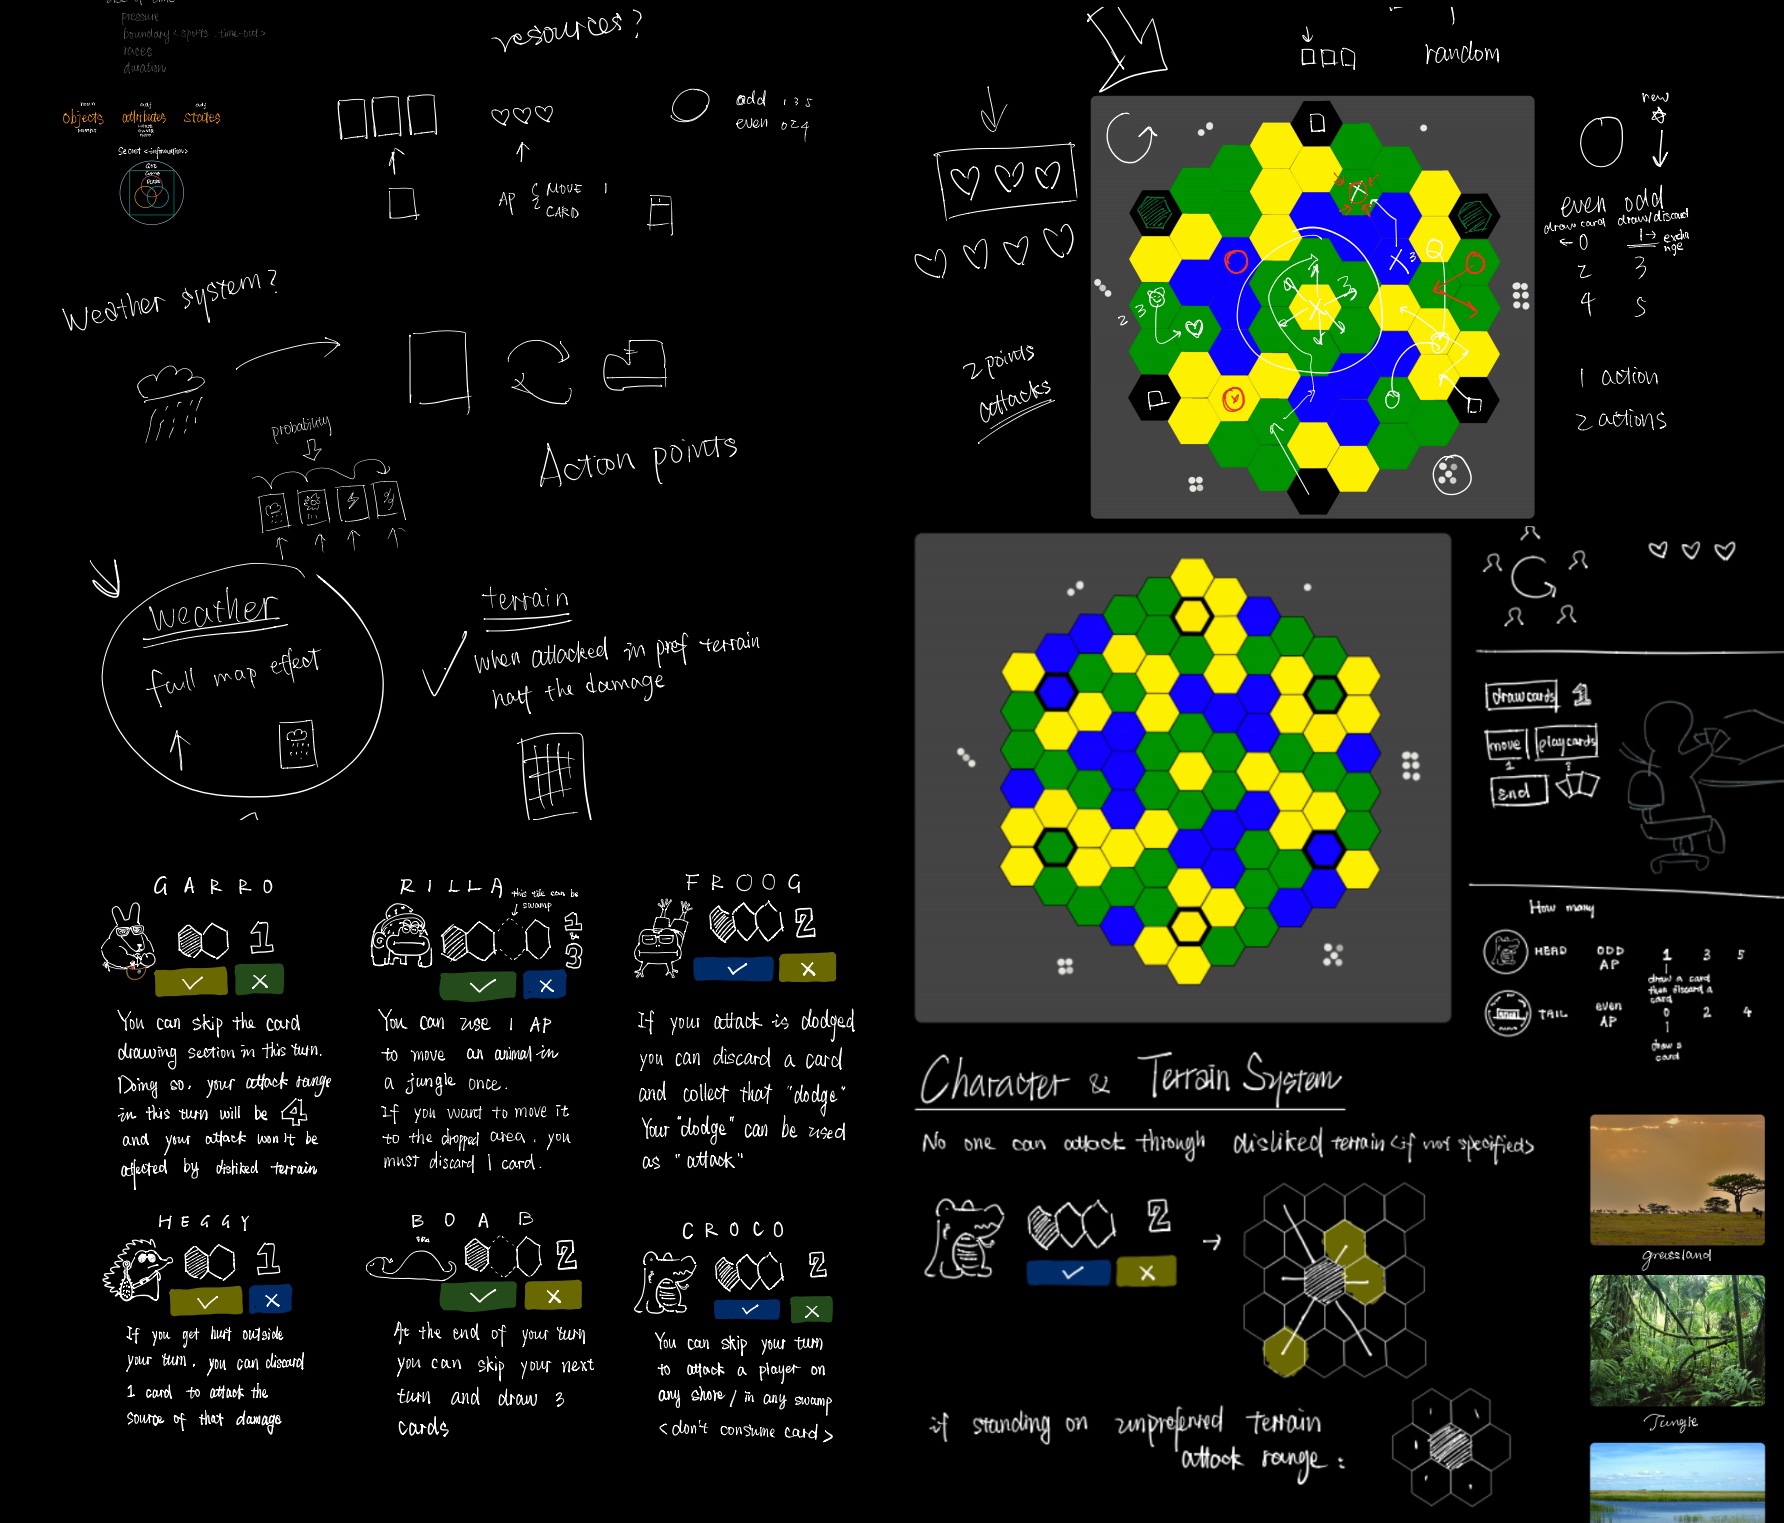 pressure
boundary <sports, time-out>
races
duration
noun
objects
adj
attributes
adj
states
Secret <information>
resources?
AP { MOVE 1
2 CARD
odd 1 3 5
even 0 2 4
Weather system?
probability
Action points
weather
full map effect
terrain
when attacked in pref terrain
half the damage
random
2 points
attacks
new
even odd
draw card draw/discard
0 1
2 3
4 5
1 action
2 actions
2 3
3
draw cards 1
move play cards
1 ?
end
How many
HEAD ODD AP 1 3 5
draw a card
then discard a
card
TAIL even AP 0 2 4
draw a
card
GARRO
1
You can skip the card
drawing section in this turn.
Doing so, your attack range
in this turn will be 4
and your attack won't be
affected by disliked terrain
RILLA
this tile can be
swamp
1
3
You can use 1 AP
to move an animal in
a jungle once.
If you want to move it
to the dropped area, you
must discard 1 card.
FROOG
2
If your attack is dodged
you can discard a card
and collect that "dodge"
Your "dodge" can be used
as "attack"
HEGGY
1
If you get hurt outside
your turn, you can discard
1 card to attack the
source of that damage
BOAB
2
At the end of your turn
you can skip your next
turn and draw 3
cards
CROCO
2
You can skip your turn
to attack a player on
any shore / in any swamp
<don't consume card>
Character & Terrain System
No one can attack through disliked terrain <if not specified>
2
if standing on unpreferred terrain
attack range:
grassland
Jungle